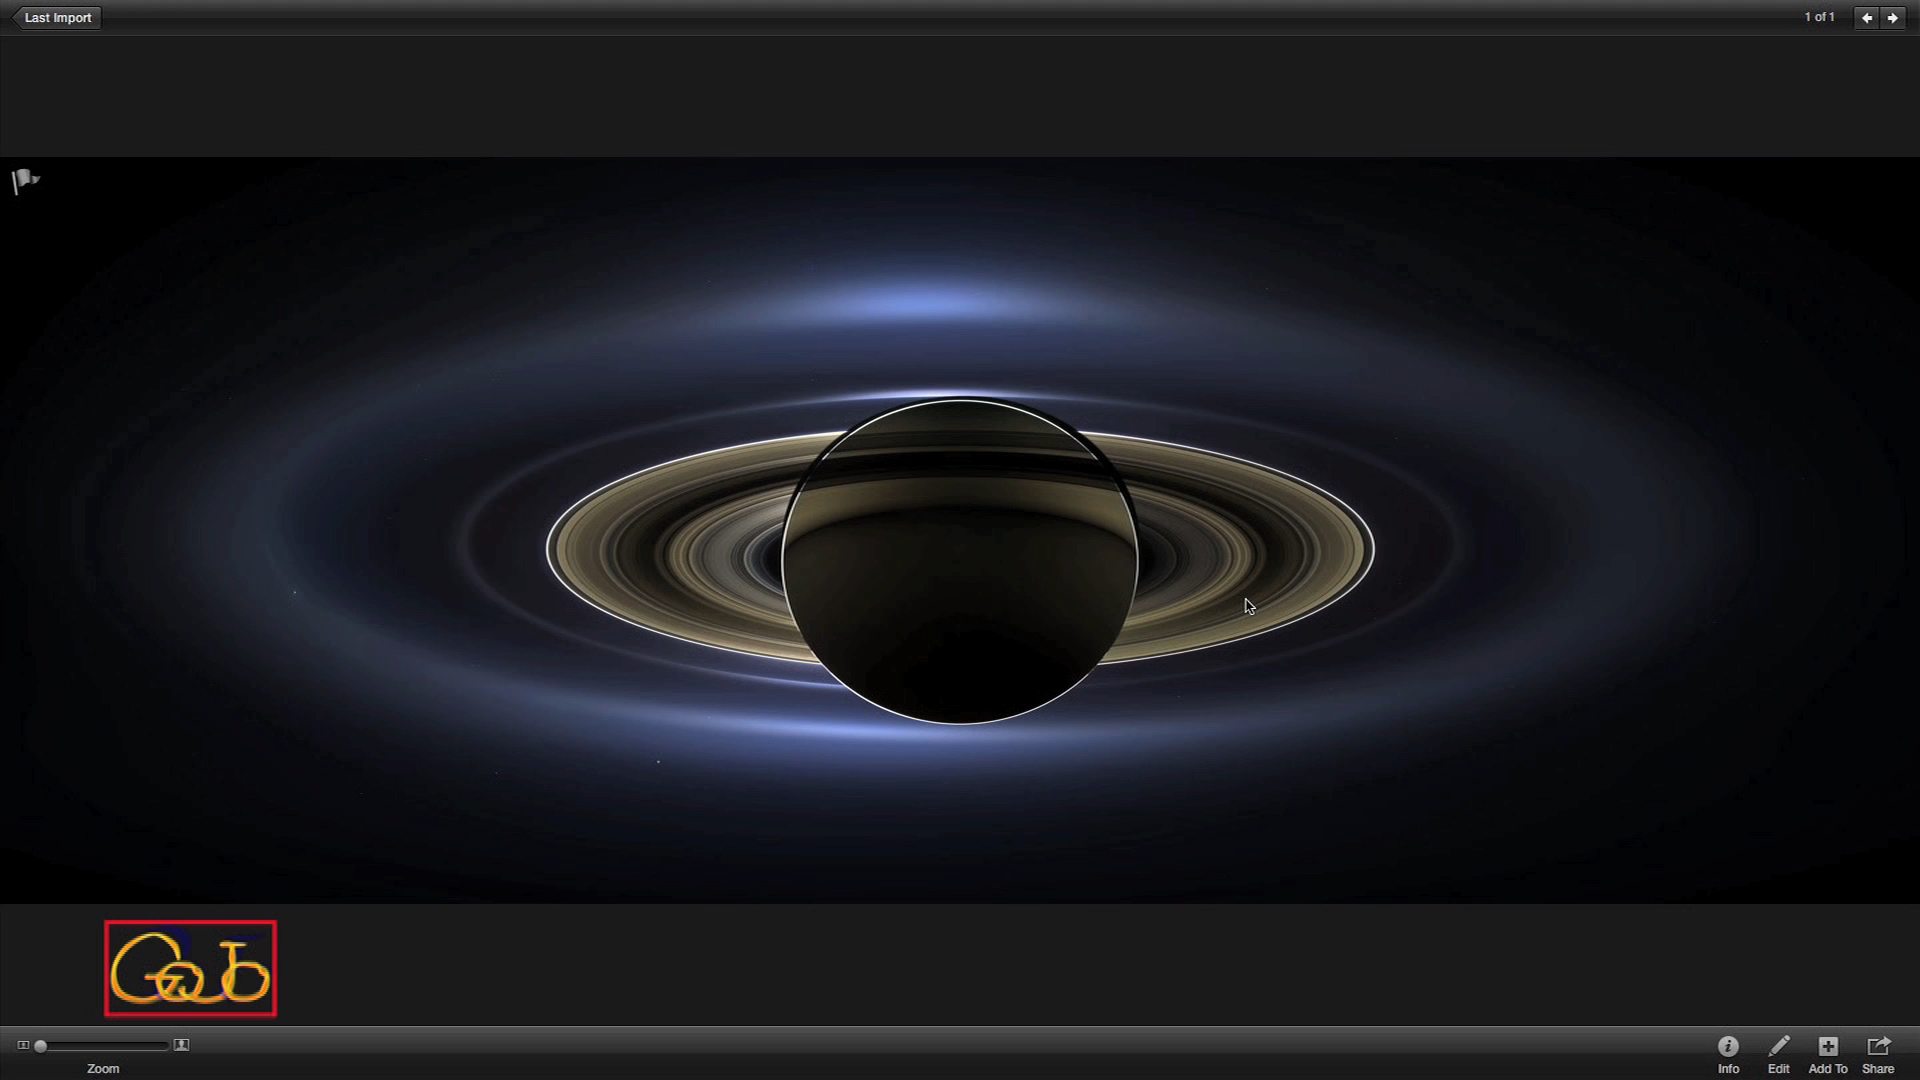 Last Import
1 of 1
Zoom
Info
Edit
Add To
Share